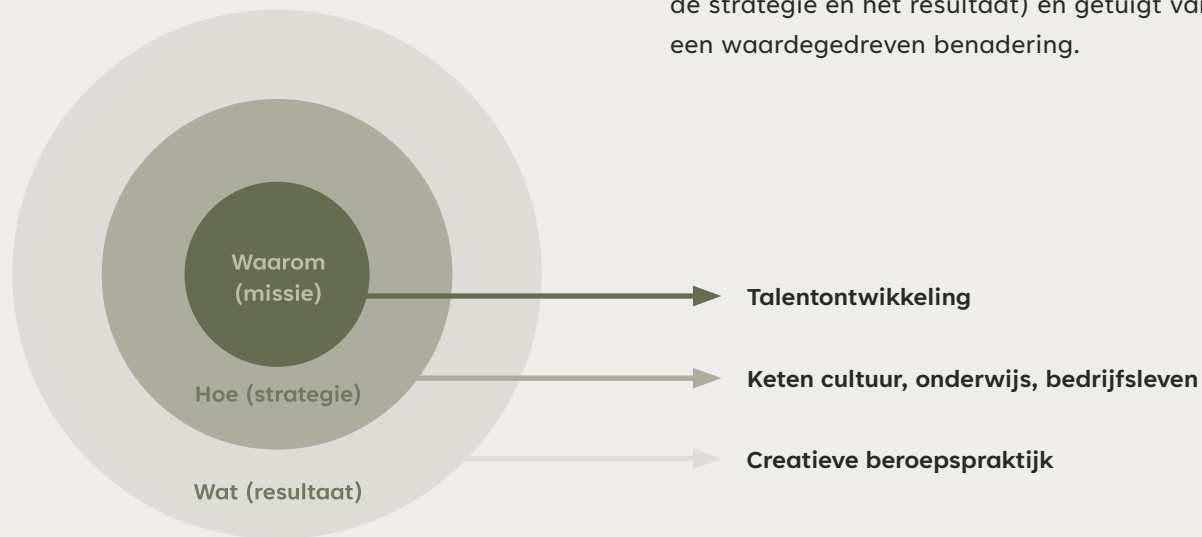 de strategie en het resultaat) en getuigt van
een waardegedreven benadering.
Waarom
(missie)
Talentontwikkeling
Hoe (strategie)
Keten cultuur, onderwijs, bedrijfsleven
Creatieve beroepspraktijk
Wat (resultaat)